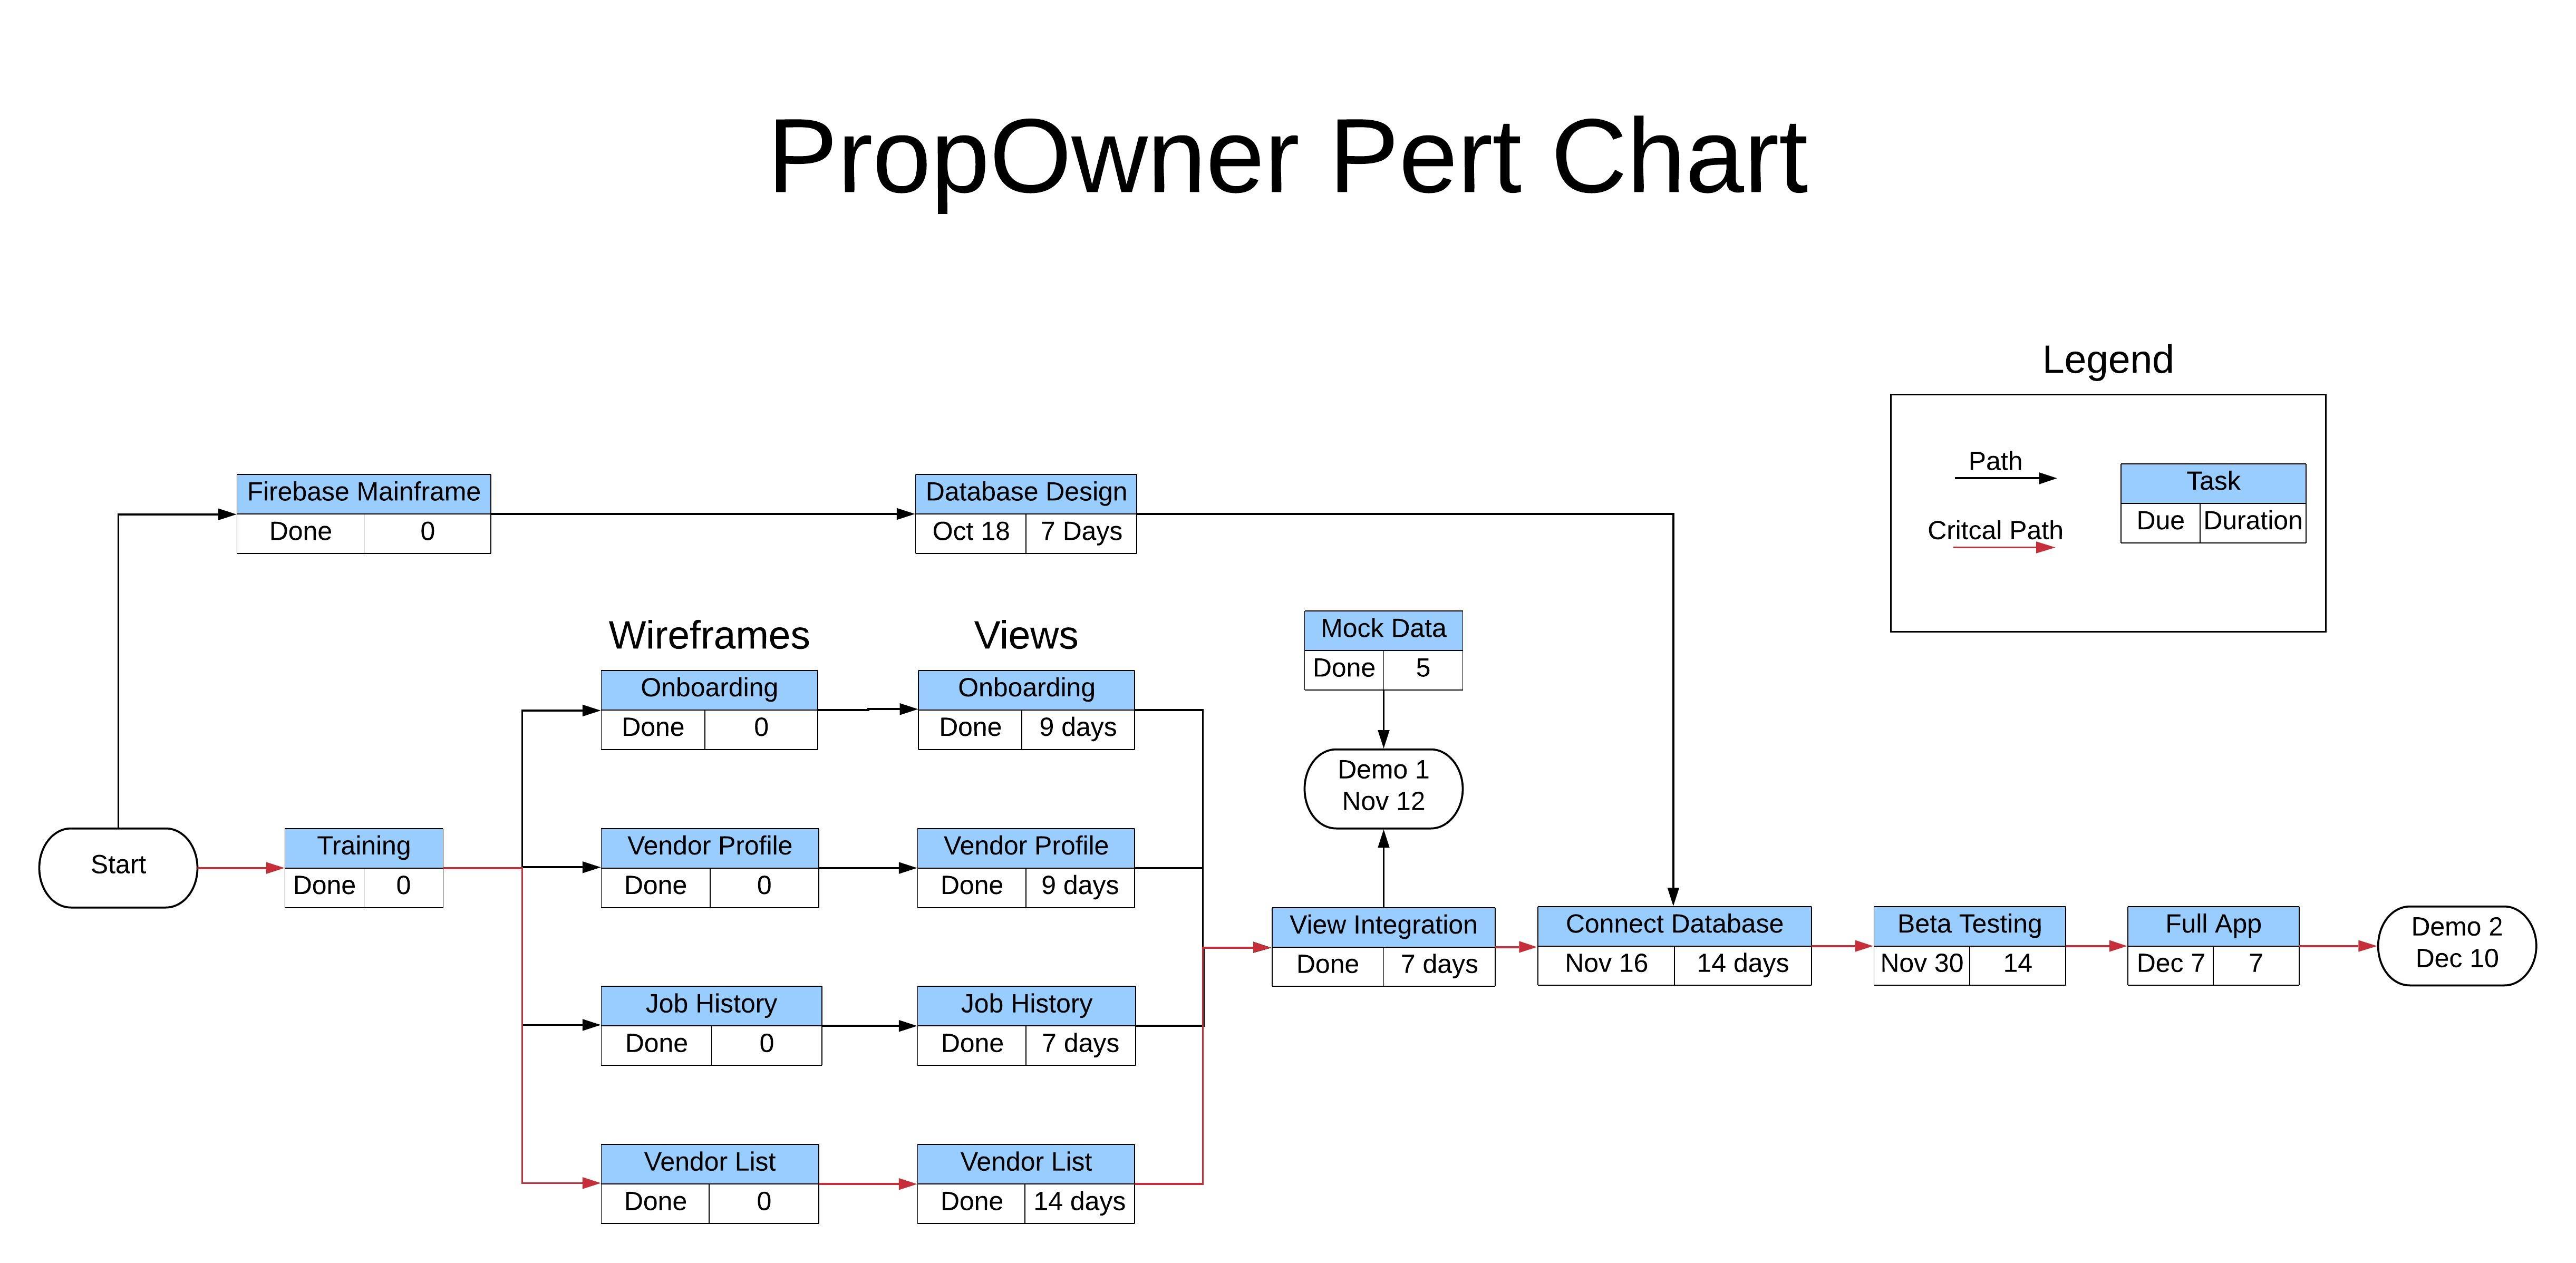 PropOwner Pert Chart
Legend
Path
Critcal Path
Task
Due
Duration
Firebase Mainframe
Done
0
Database Design
Oct 18
7 Days
Wireframes
Views
Mock Data
Done
5
Onboarding
Done
0
Onboarding
Done
9 days
Demo 1
Nov 12
Start
Training
Done
0
Vendor Profile
Done
0
Vendor Profile
Done
9 days
View Integration
Done
7 days
Connect Database
Nov 16
14 days
Beta Testing
Nov 30
14
Full App
Dec 7
7
Demo 2
Dec 10
Job History
Done
0
Job History
Done
7 days
Vendor List
Done
0
Vendor List
Done
14 days